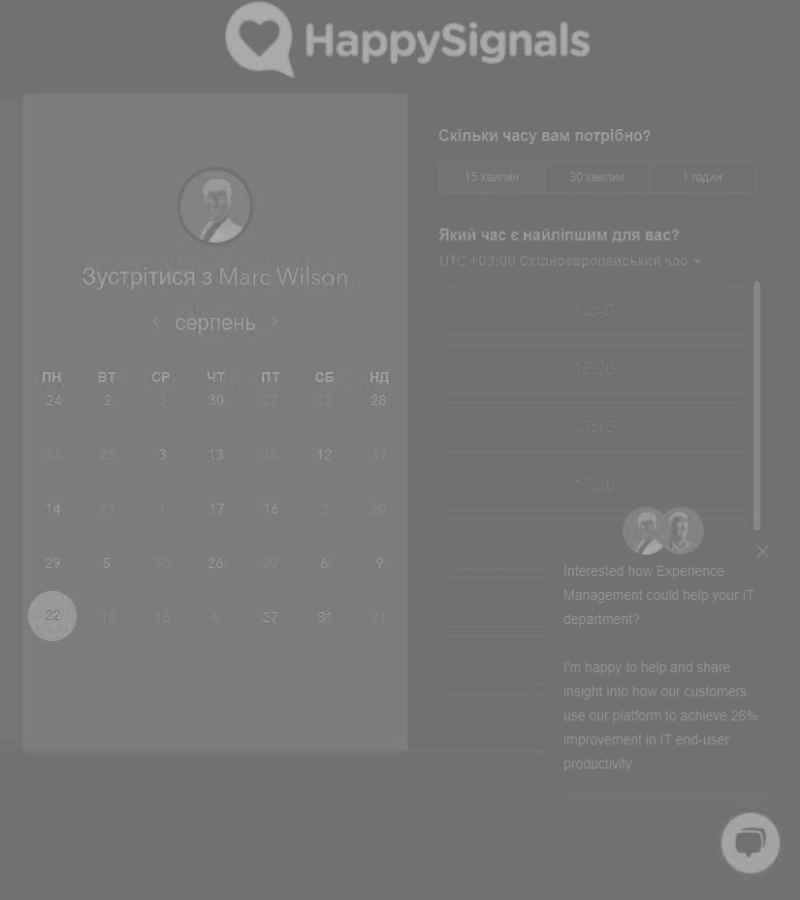 HappySignals
Зустрітися з Marc Wilson
серпень
ПН ВТ СР ЧТ ПТ СБ НД
24 2 3 30 27 13 28
16 25 3 13 13 12 17
14 21 1 17 16 3 20
29 5 30 26 20 6 9
22 10 16 6 27 31 21
Скільки часу вам потрібно?
15 хвилин 30 хвилин 1 годин
Який час є найліпшим для вас?
UTC +03:00 Східноєвропейський час
16:45
17:00
17:15
17:30
Interested how Experience
Management could help your IT
department?
I'm happy to help and share
insight into how our customers
use our platform to achieve 26%
improvement in IT end-user
productivity.